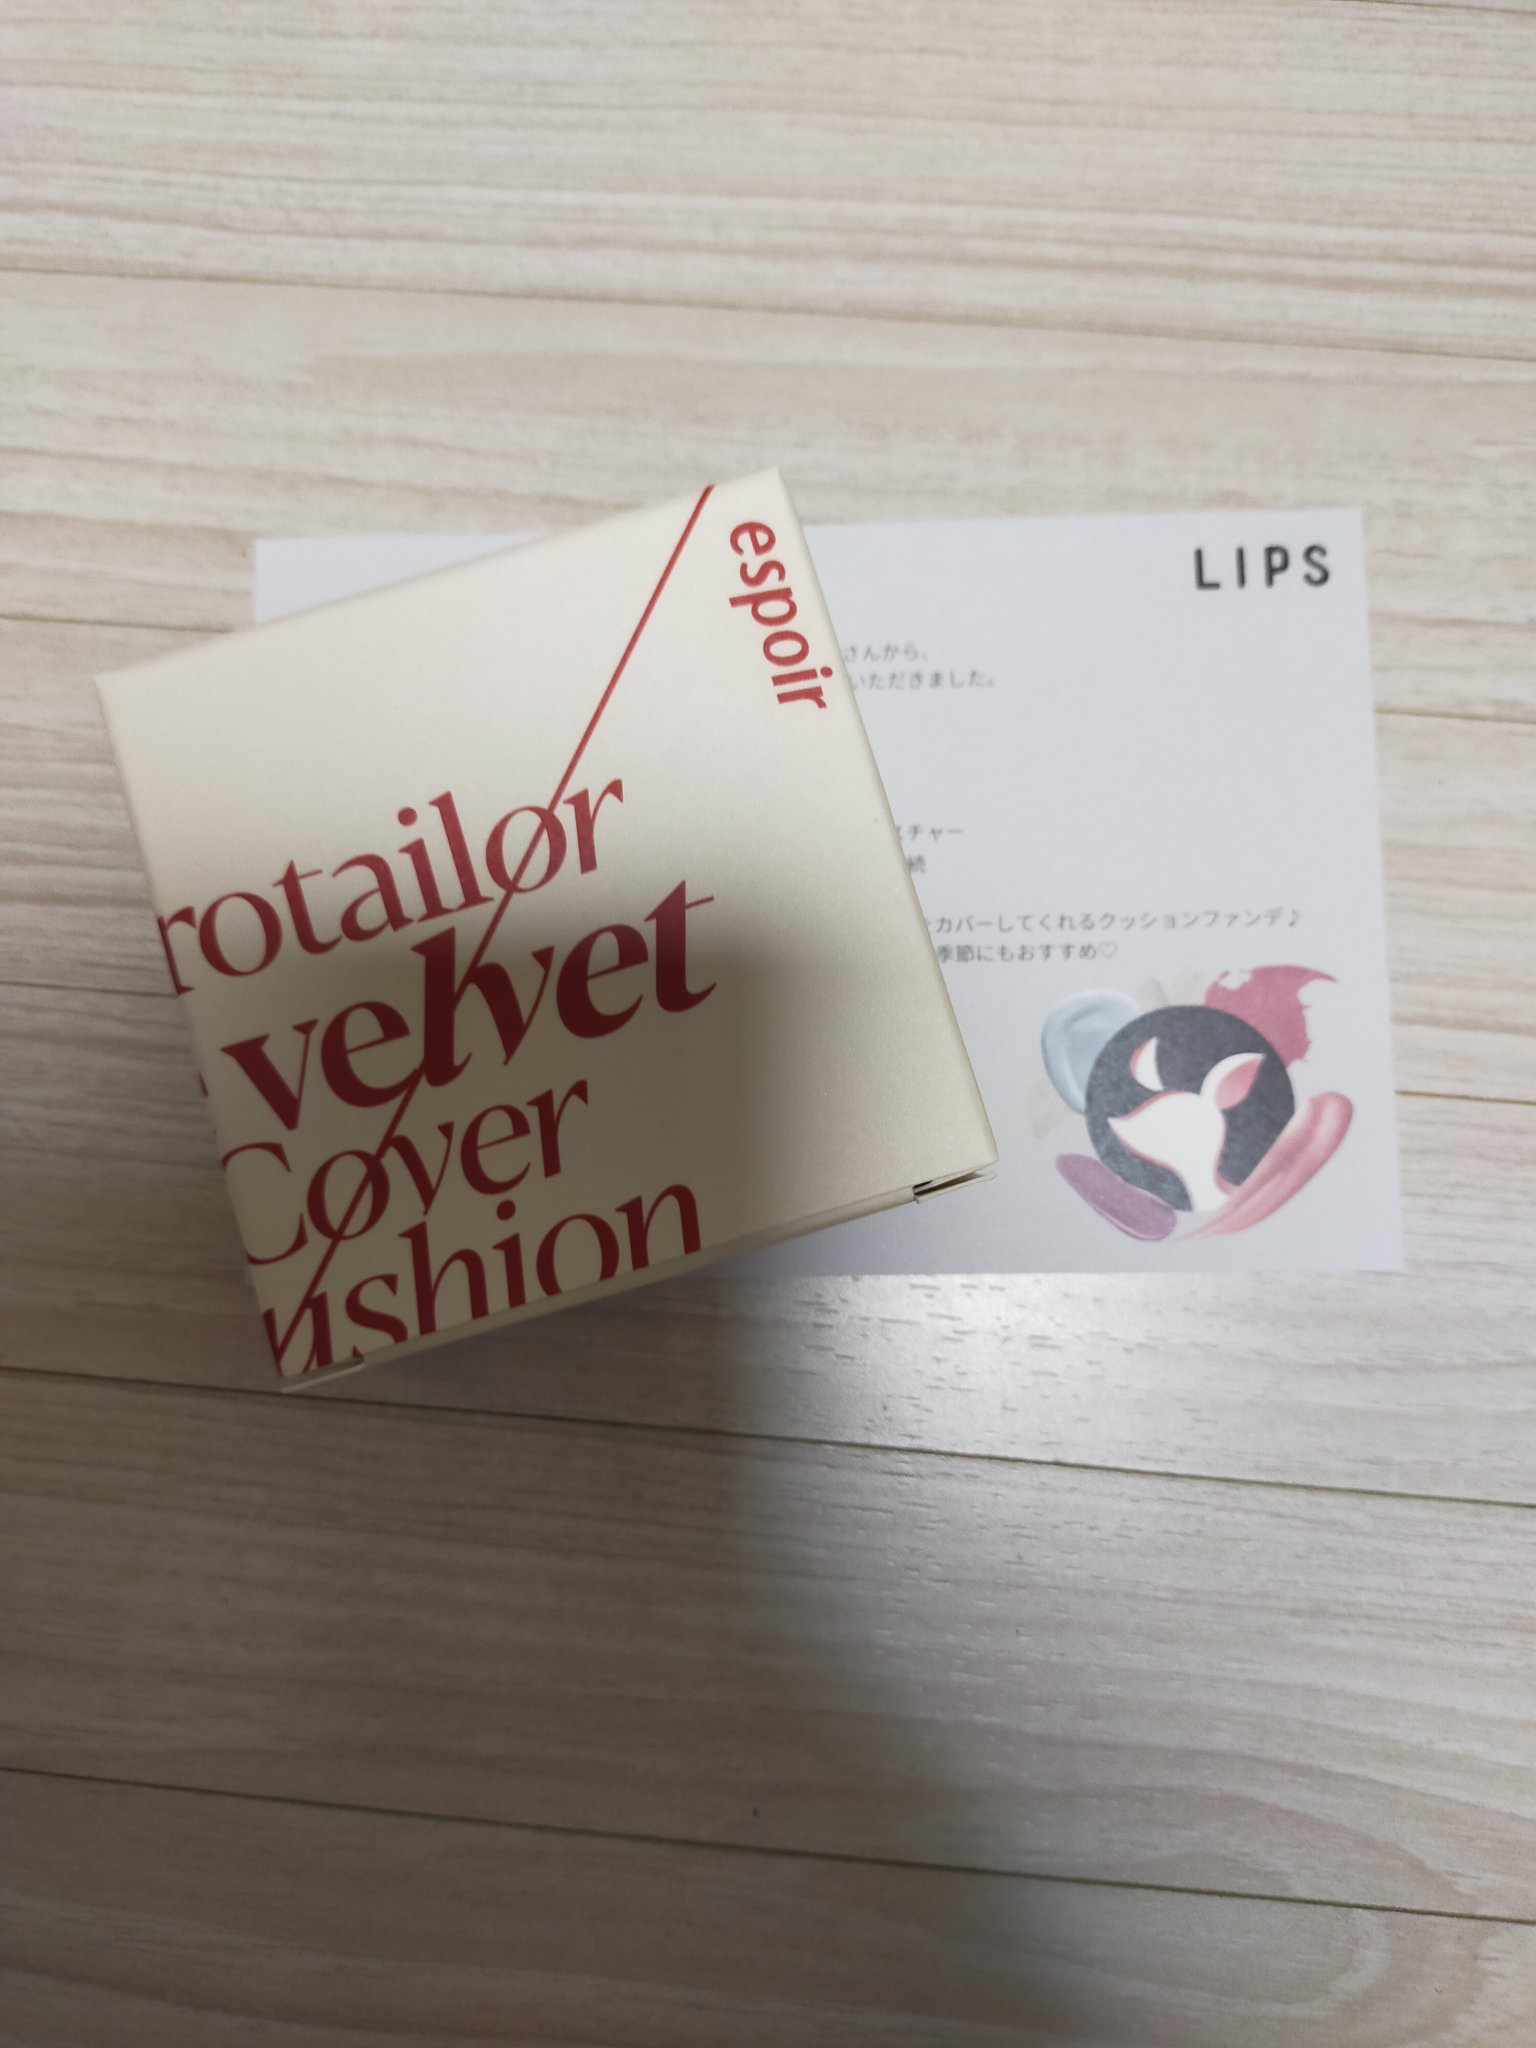 espoir
rotailor
velvet
Cover
ushion
LIPS
さんから、
いただきました。
スチャー
続
カバーしてくれるクッションファンデ♪
季節にもおすすめ♡